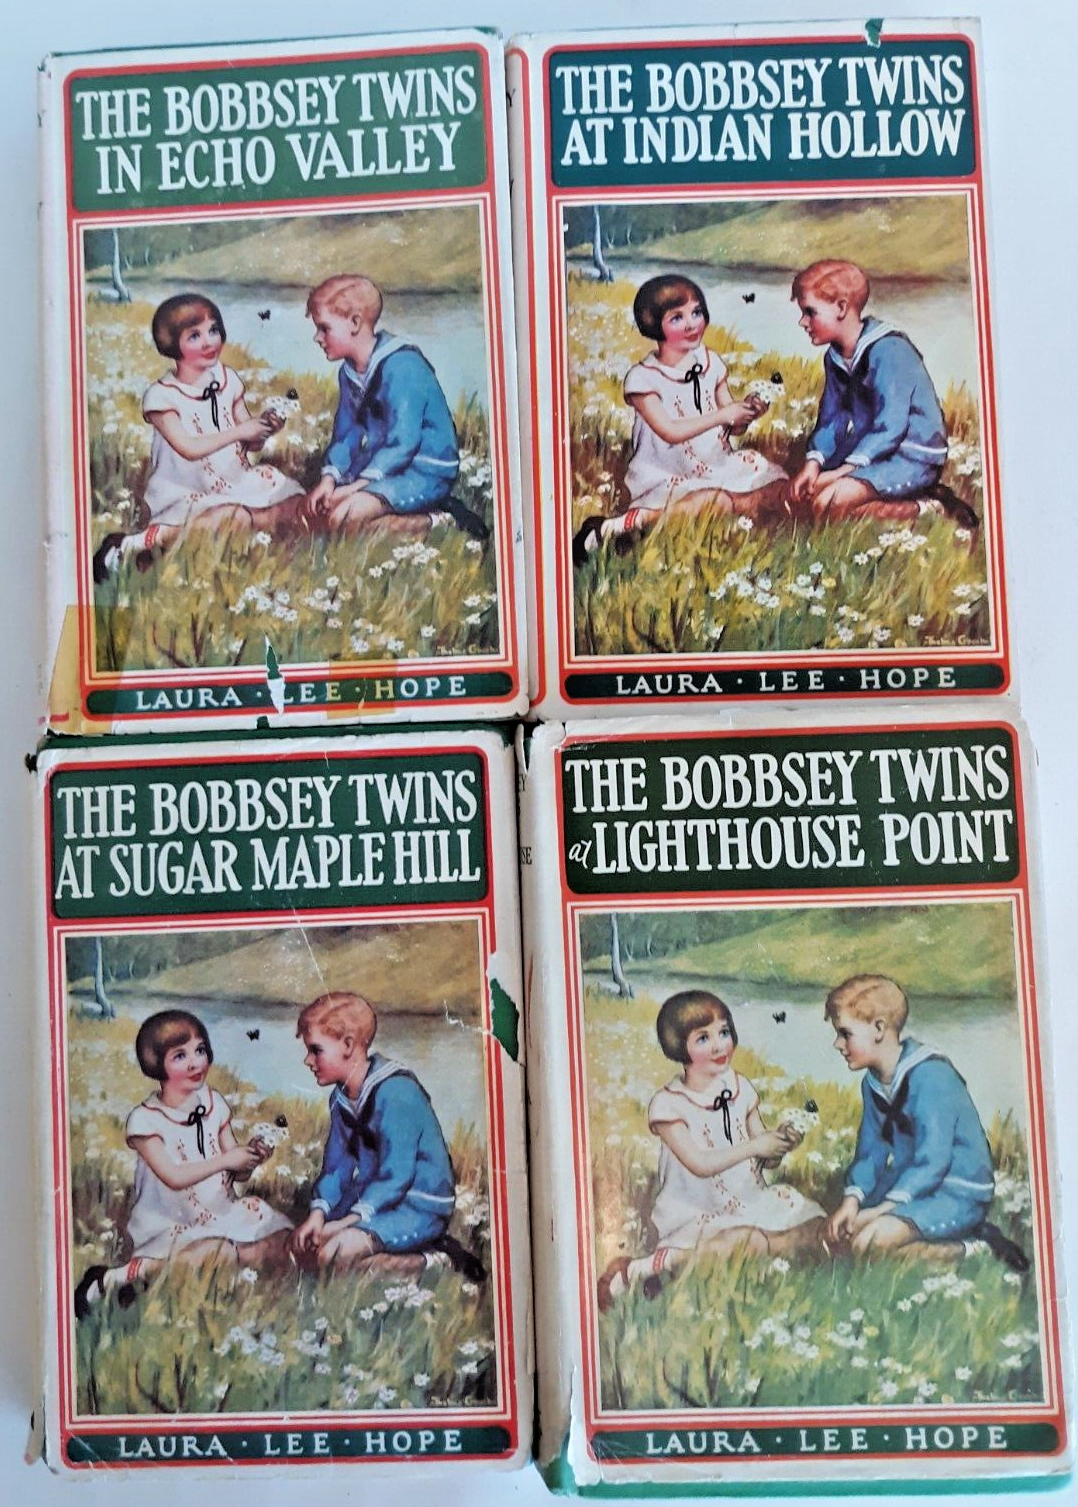 THE BOBBSEY TWINS
IN ECHO VALLEY
LAURA · LEE · HOPE
THE BOBBSEY TWINS
AT INDIAN HOLLOW
LAURA · LEE · HOPE
THE BOBBSEY TWINS
AT SUGAR MAPLE HILL
LAURA · LEE · HOPE
THE BOBBSEY TWINS
at LIGHTHOUSE POINT
LAURA · LEE · HOPE